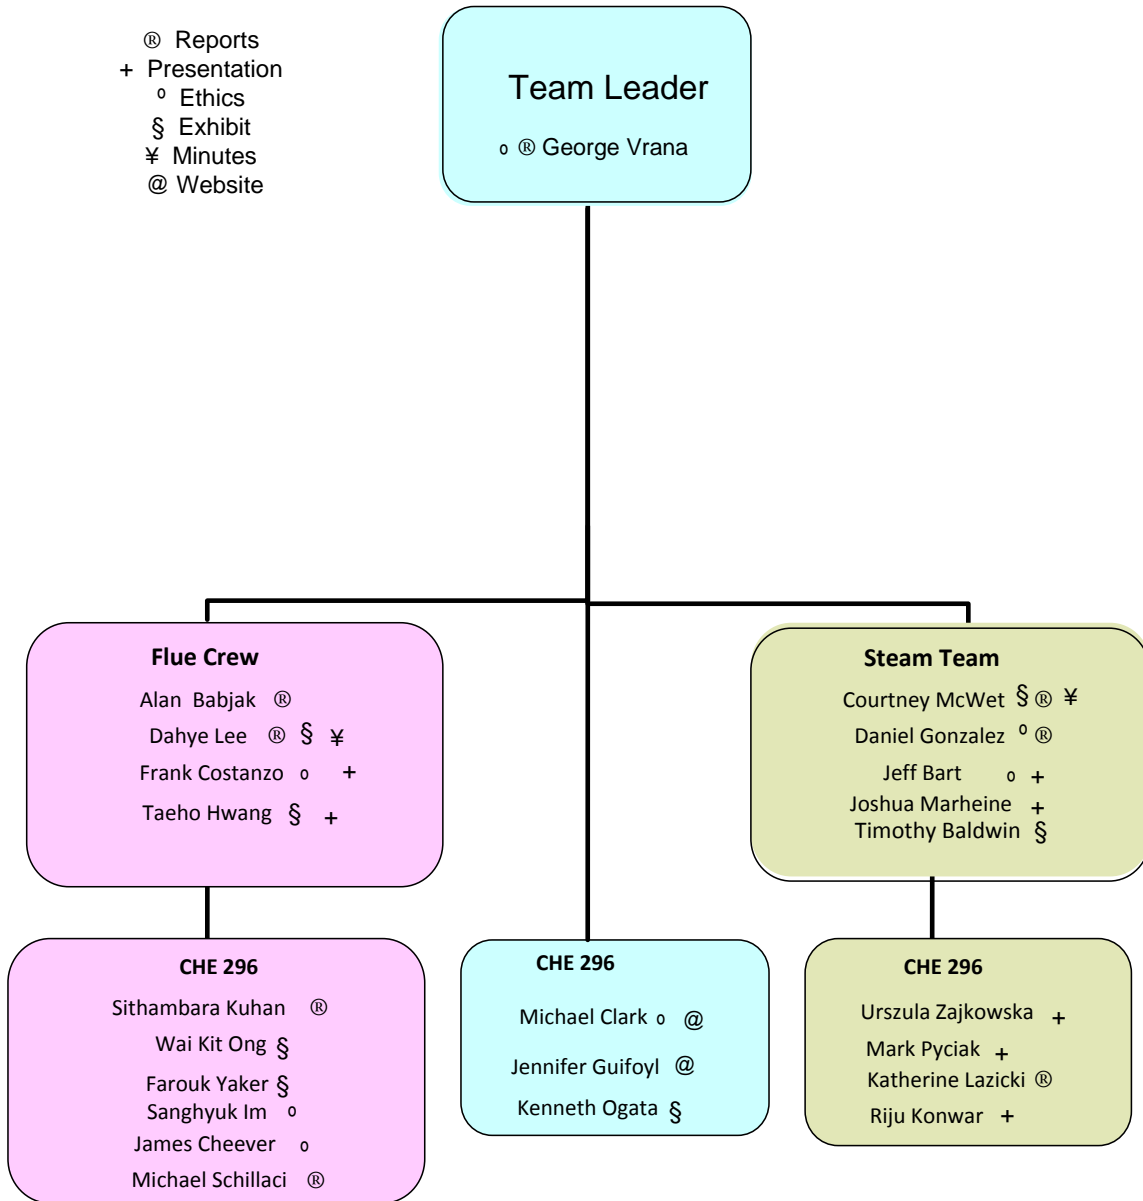 ® Reports
+ Presentation
º Ethics
§ Exhibit
¥ Minutes
@ Website
Team Leader
º ® George Vrana
Flue Crew
Alan Babjak ®
Dahye Lee ® § ¥
Frank Costanzo º +
Taeho Hwang § +
Steam Team
Courtney McWet § ® ¥
Daniel Gonzalez º ®
Jeff Bart º +
Joshua Marheine +
Timothy Baldwin §
CHE 296
Sithambara Kuhan ®
Wai Kit Ong §
Farouk Yaker §
Sanghyuk Im º
James Cheever º
Michael Schillaci ®
CHE 296
Michael Clark º @
Jennifer Guifoyl @
Kenneth Ogata §
CHE 296
Urszula Zajkowska +
Mark Pyciak +
Katherine Lazicki ®
Riju Konwar +